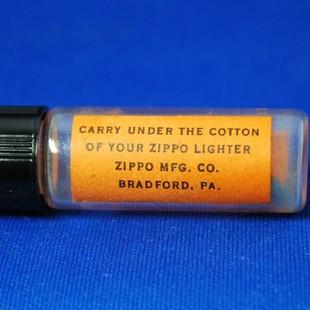 CARRY UNDER THE COTTON
OF YOUR ZIPPO LIGHTER
ZIPPO MFG. CO.
BRADFORD, PA.